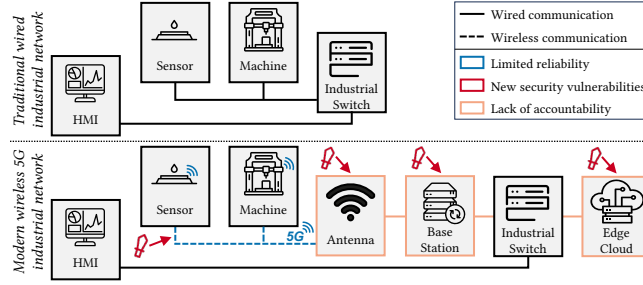 Traditional wired
industrial network
HMI
Sensor
Machine
Industrial
Switch
Wired communication
Wireless communication
Limited reliability
New security vulnerabilities
Lack of accountability
Modern wireless 5G
industrial network
HMI
Sensor
Machine
5G
Antenna
Base
Station
Industrial
Switch
Edge
Cloud